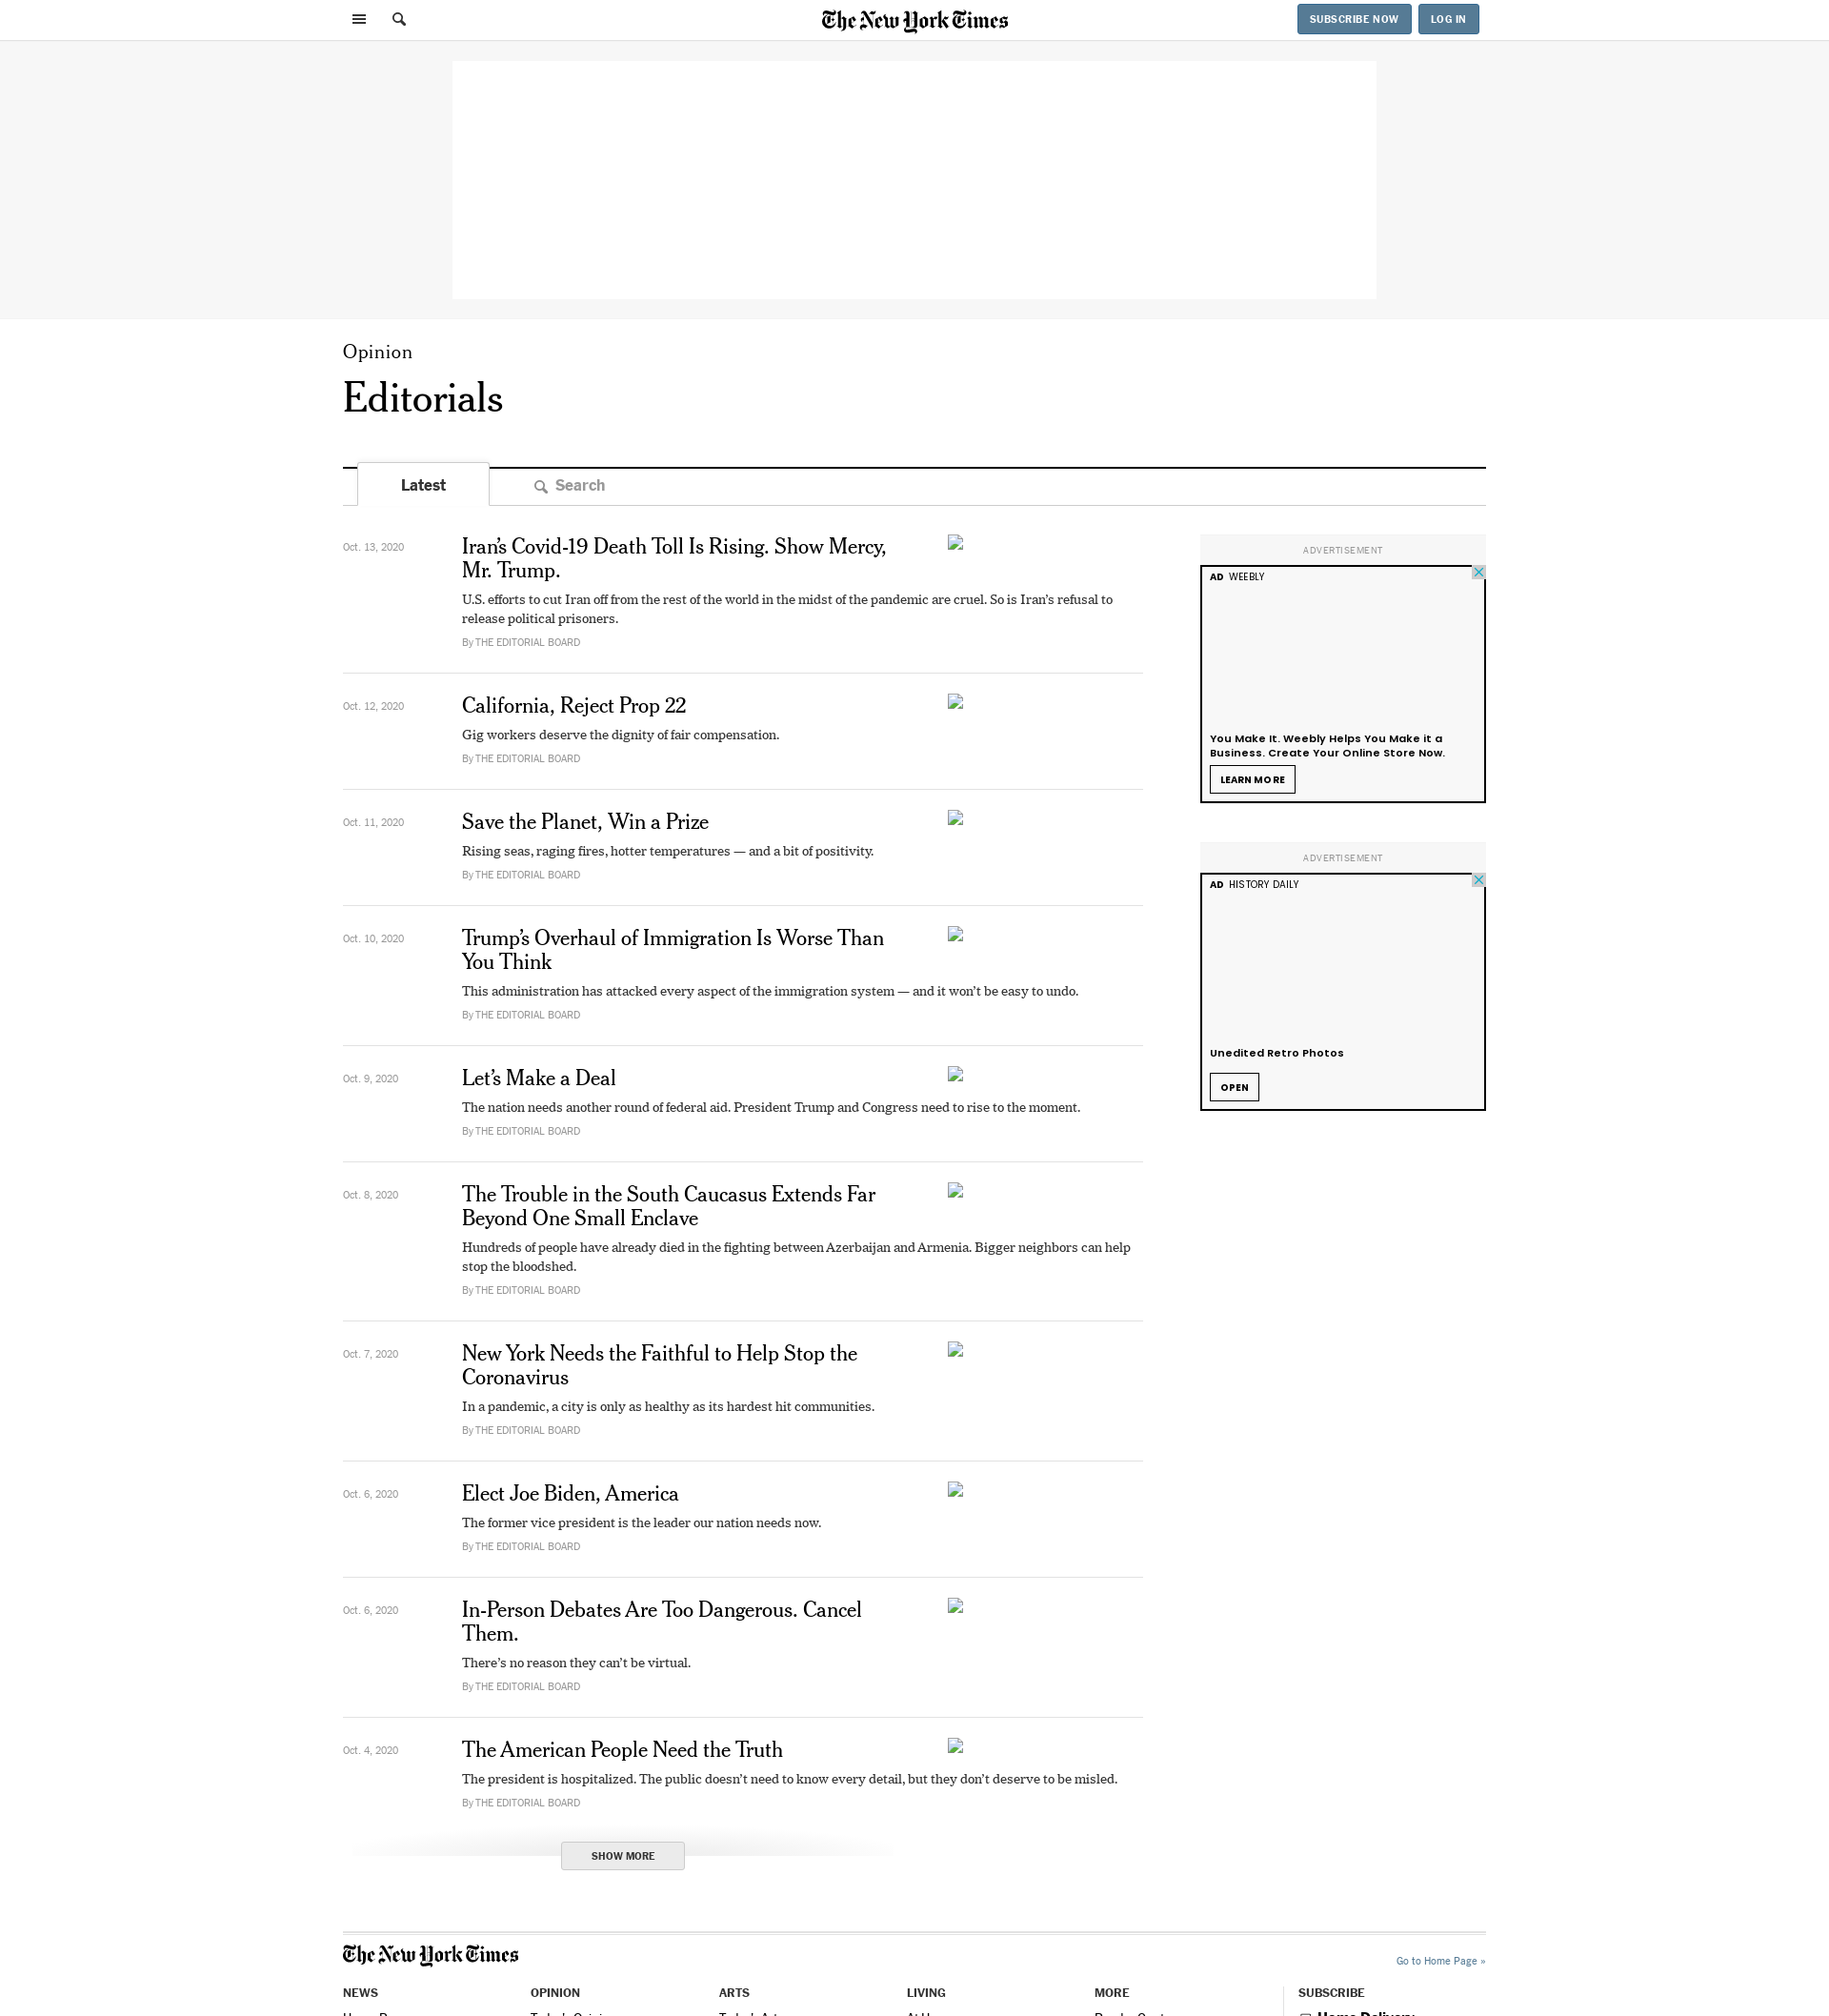 The New York Times
SUBSCRIBE NOW
LOG IN
Opinion
Editorials
Latest
Search
Oct. 13, 2020
Iran’s Covid-19 Death Toll Is Rising. Show Mercy,
Mr. Trump.
U.S. efforts to cut Iran off from the rest of the world in the midst of the pandemic are cruel. So is Iran’s refusal to
release political prisoners.
By THE EDITORIAL BOARD
Oct. 12, 2020
California, Reject Prop 22
Gig workers deserve the dignity of fair compensation.
By THE EDITORIAL BOARD
Oct. 11, 2020
Save the Planet, Win a Prize
Rising seas, raging fires, hotter temperatures — and a bit of positivity.
By THE EDITORIAL BOARD
Oct. 10, 2020
Trump’s Overhaul of Immigration Is Worse Than
You Think
This administration has attacked every aspect of the immigration system — and it won’t be easy to undo.
By THE EDITORIAL BOARD
Oct. 9, 2020
Let’s Make a Deal
The nation needs another round of federal aid. President Trump and Congress need to rise to the moment.
By THE EDITORIAL BOARD
Oct. 8, 2020
The Trouble in the South Caucasus Extends Far
Beyond One Small Enclave
Hundreds of people have already died in the fighting between Azerbaijan and Armenia. Bigger neighbors can help
stop the bloodshed.
By THE EDITORIAL BOARD
Oct. 7, 2020
New York Needs the Faithful to Help Stop the
Coronavirus
In a pandemic, a city is only as healthy as its hardest hit communities.
By THE EDITORIAL BOARD
Oct. 6, 2020
Elect Joe Biden, America
The former vice president is the leader our nation needs now.
By THE EDITORIAL BOARD
Oct. 6, 2020
In-Person Debates Are Too Dangerous. Cancel
Them.
There’s no reason they can’t be virtual.
By THE EDITORIAL BOARD
Oct. 4, 2020
The American People Need the Truth
The president is hospitalized. The public doesn’t need to know every detail, but they don’t deserve to be misled.
By THE EDITORIAL BOARD
SHOW MORE
ADVERTISEMENT
AD WEEBLY
You Make It. Weebly Helps You Make it a
Business. Create Your Online Store Now.
LEARN MORE
ADVERTISEMENT
AD HISTORY DAILY
Unedited Retro Photos
OPEN
The New York Times
Go to Home Page »
NEWS
OPINION
ARTS
LIVING
MORE
SUBSCRIBE
Home Delivery